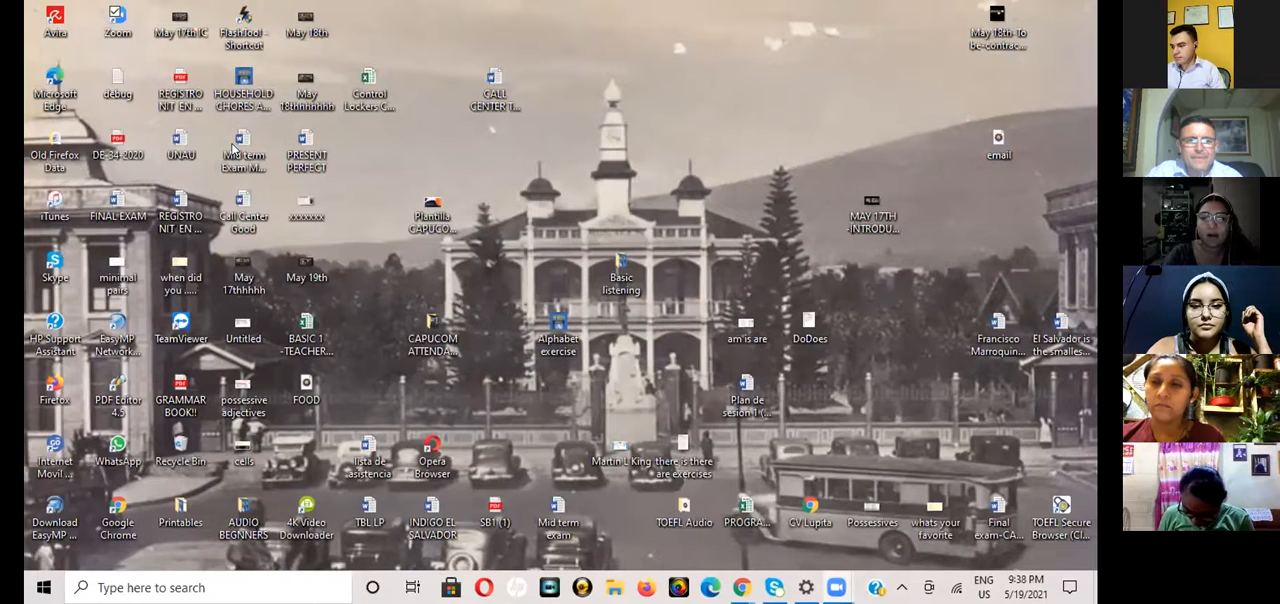 Avira
Zoom
May 17th IC
FlashTool -
Shortcut
May 18th
May 18th-To
be-contrac...
Microsoft
Edge
debug
REGISTRO
NIT EN ...
HOUSEHOLD
CHORES A...
May
18thhhhhhh
Control
Lockers C...
CALL
CENTER T...
Old Firefox
Data
DE-34-2020
UNAU
Mid term
Exam M...
PRESENT
PERFECT
email
iTunes
FINAL EXAM
REGISTRO
NIT EN ...
Call Center
Good
xxxxxxx
Plantilla
CAPUCO...
MAY 17TH
-INTRODU...
Skype
minimal
pairs
when did
you .....
May
17thhhhh
May 19th
Basic
listening
HP Support
Assistant
EasyMP
Network...
TeamViewer
Untitled
BASIC 1
-TEACHER...
CAPUCOM
ATTENDA...
Alphabet
exercise
am'is are
DoDoes
Francisco
Marroquin...
El Salvador is
the smalles...
Firefox
PDF Editor
4.5
GRAMMAR
BOOK!!
possessive
adjectives
FOOD
Plan de
sesion 1 (...
Internet
Movil ...
WhatsApp
Recycle Bin
cells
lista de
asistencia
Opera
Browser
Martin L King
there is there
are exercises
Download
EasyMP ...
Google
Chrome
Printables
AUDIO
BEGNNERS
4K Video
Downloader
TBL LP
INDIGO EL
SALVADOR
SB1 (1)
Mid term
exam
TOEFL Audio
PROGRA...
CV Lupita
Possessives
whats your
favorite
Final
exam-CA...
TOEFL Secure
Browser (Cl...
Type here to search
ENG
US
9:38 PM
5/19/2021